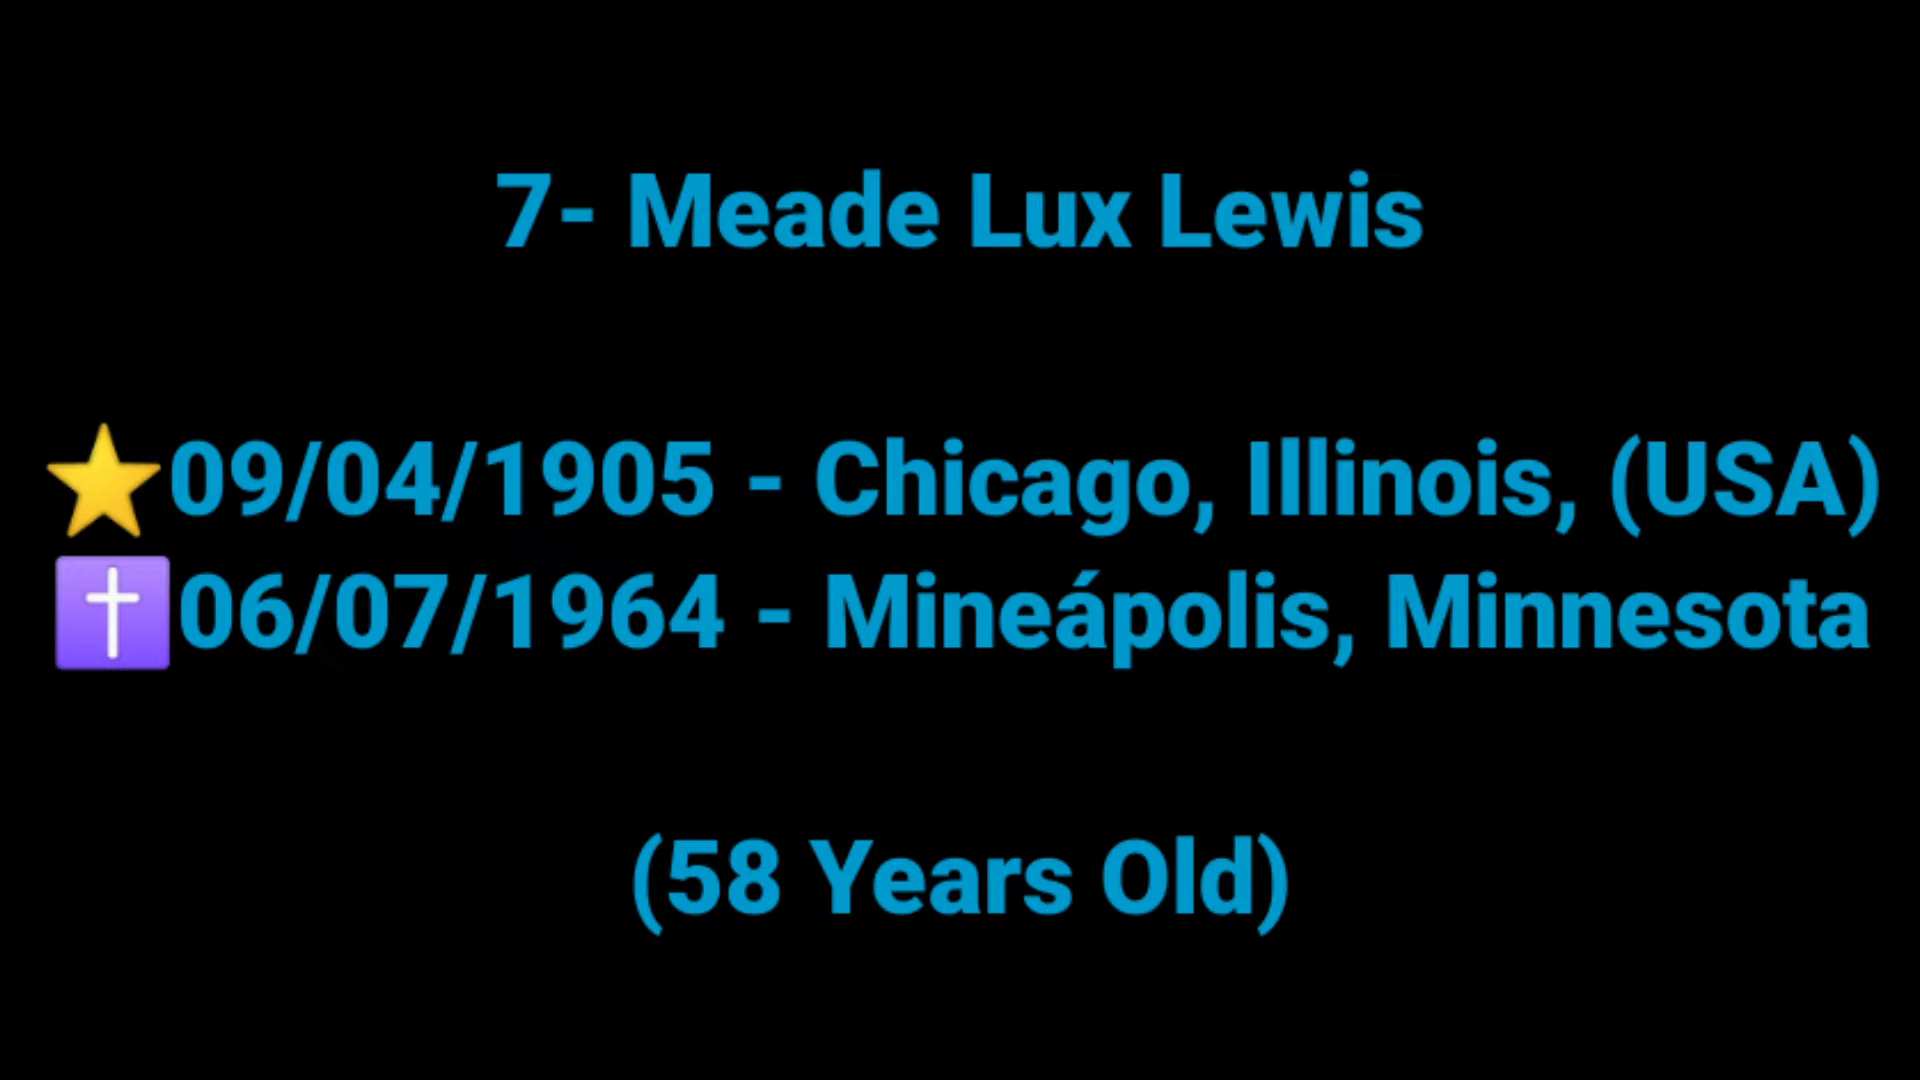 7- Meade Lux Lewis
⭐09/04/1905 - Chicago, Illinois, (USA)
✝️06/07/1964 - Mineápolis, Minnesota
(58 Years Old)